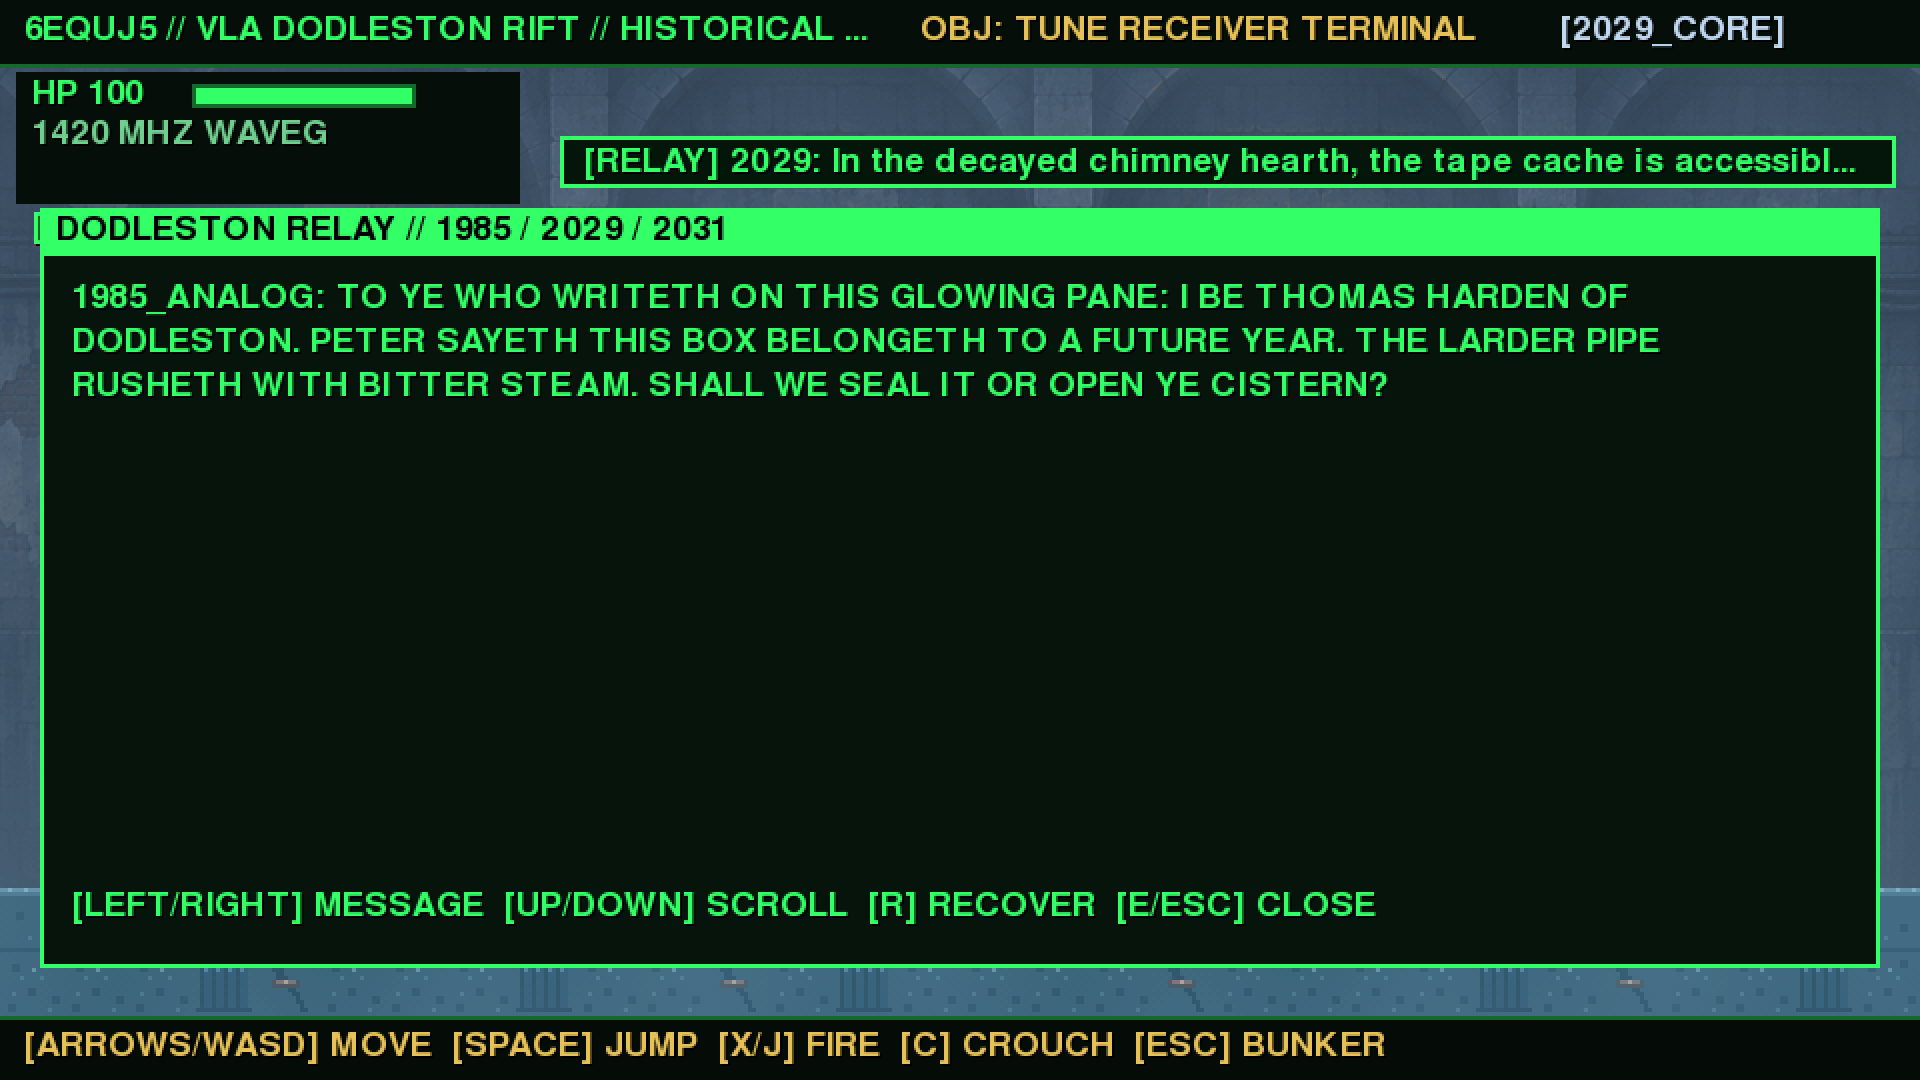 6EQUJ5 // VLA DODLESTON RIFT // HISTORICAL ... OBJ: TUNE RECEIVER TERMINAL [2029_CORE]
HP 100
1420 MHZ WAVEG
[RELAY] 2029: In the decayed chimney hearth, the tape cache is accessibl...
DODLESTON RELAY // 1985 / 2029 / 2031
1985_ANALOG: TO YE WHO WRITETH ON THIS GLOWING PANE: I BE THOMAS HARDEN OF
DODLESTON. PETER SAYETH THIS BOX BELONGETH TO A FUTURE YEAR. THE LARDER PIPE
RUSHETH WITH BITTER STEAM. SHALL WE SEAL IT OR OPEN YE CISTERN?
[LEFT/RIGHT] MESSAGE [UP/DOWN] SCROLL [R] RECOVER [E/ESC] CLOSE
[ARROWS/WASD] MOVE [SPACE] JUMP [X/J] FIRE [C] CROUCH [ESC] BUNKER